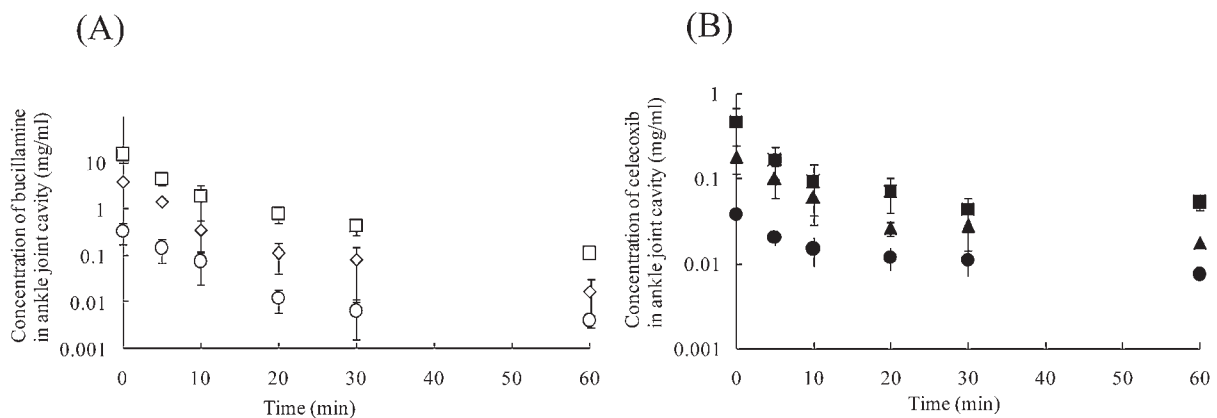 (A)
Concentration of bucillamine
in ankle joint cavity (mg/ml)
10
1
0.1
0.01
0.001
0
10
20
30
40
50
60
Time (min)
(B)
Concentration of celecoxib
in ankle joint cavity (mg/ml)
1
0.1
0.01
0.001
0
10
20
30
40
50
60
Time (min)